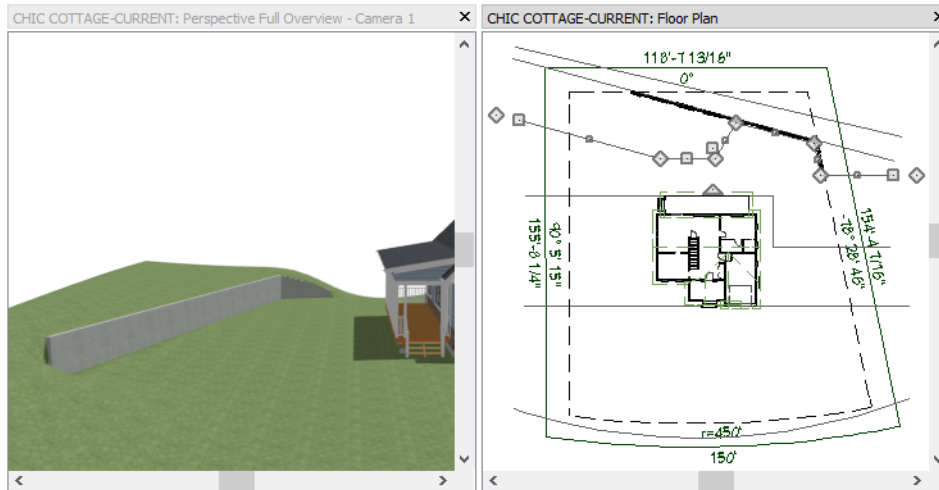 CHIC COTTAGE-CURRENT: Perspective Full Overview - Camera 1
CHIC COTTAGE-CURRENT: Floor Plan
118'-7 13/16"
0°
155'-8 1/4"
90° 5' 15"
154'-4 7/16"
-78° 28' 46"
r=450'
150'